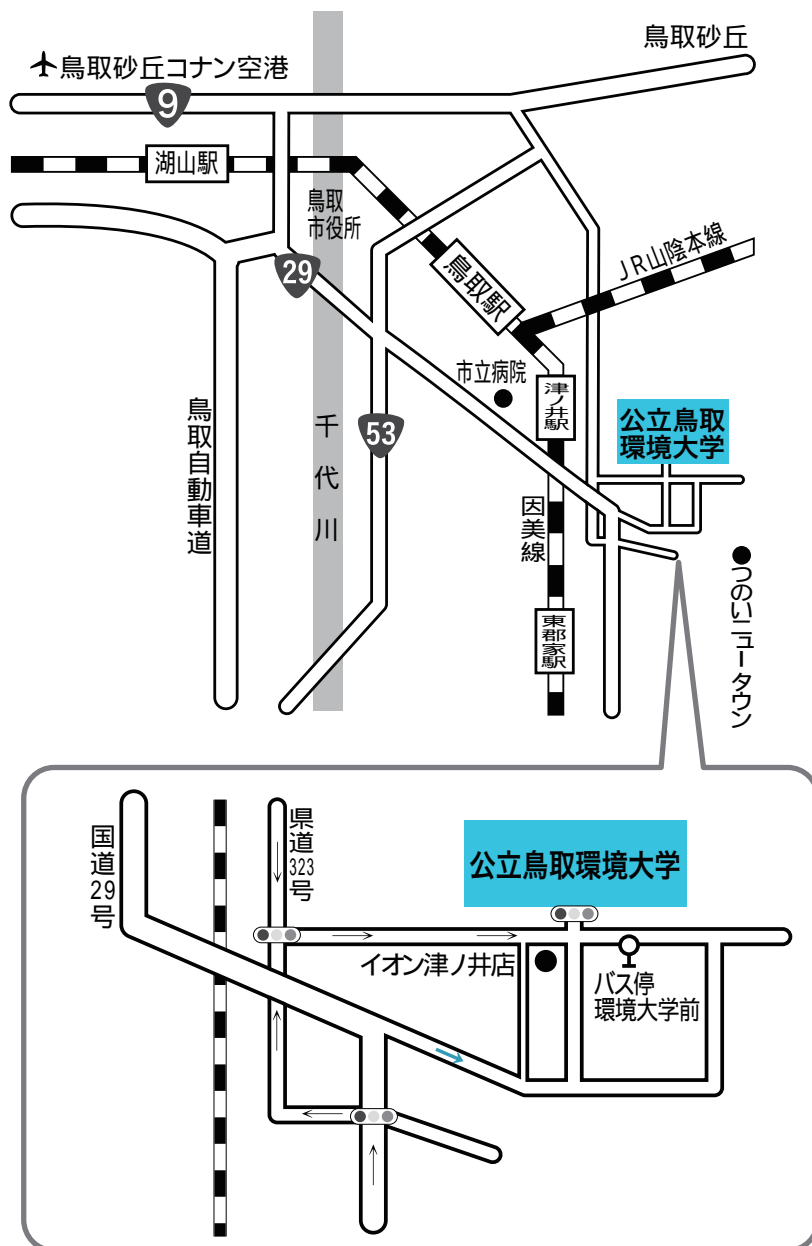 鳥取砂丘
鳥取砂丘コナン空港
9
湖山駅
鳥取
市役所
29
鳥取駅
JR山陰本線
市立病院
津ノ井駅
公立鳥取
環境大学
鳥取自動車道
千代川
53
因美線
東郡家駅
つのいニュータウン
国道29号
県道323号
公立鳥取環境大学
イオン津ノ井店
バス停
環境大学前